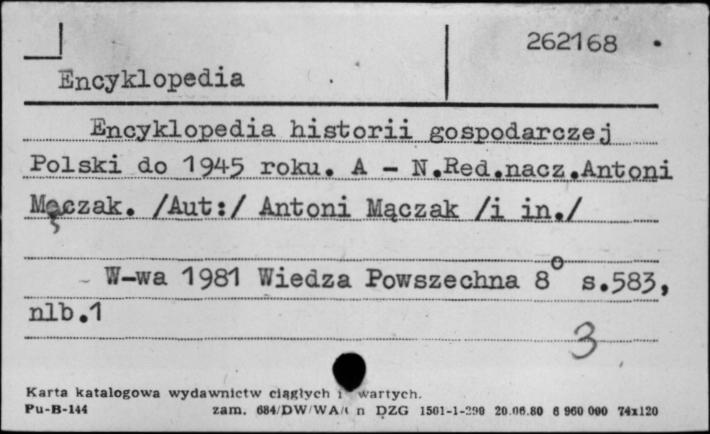 262168
Encyklopedia
Encyklopedia historii gospodarczej
Polski do 1945 roku. A - N.Red.nacz.Antoni
Mączak. /Aut:/ Antoni Mączak /i in./
W-wa 1981 Wiedza Powszechna 8° s.583,
nlb.1
3
Karta katalogowa wydawnictw ciągłych i wartych.
Pu-B-144 zam. 684/DW/WA/ n DZG 1501-1-290 20.06.80 6 960 000 74x120